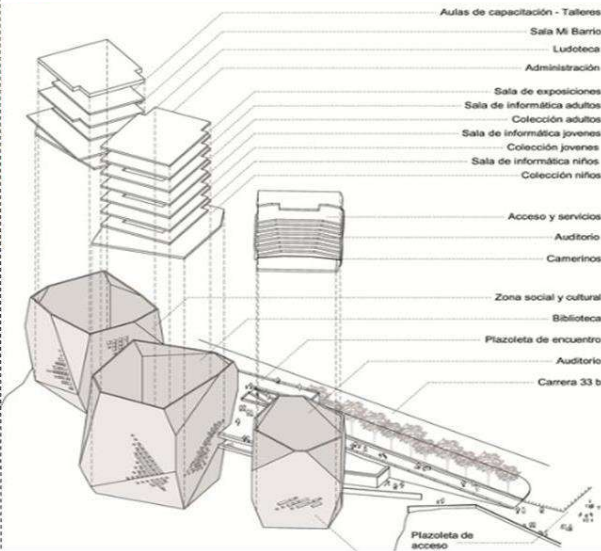 Aulas de capacitación - Talleres
Sala Mi Barrio
Ludoteca
Administración
Sala de exposiciones
Sala de informática adultos
Colección adultos
Sala de informática jovenes
Colección jovenes
Sala de informática niños
Colección niños
Acceso y servicios
Auditorio
Camerinos
Zona social y cultural
Biblioteca
Plazoleta de encuentro
Auditorio
Carrera 33 b
Plazoleta de
acceso